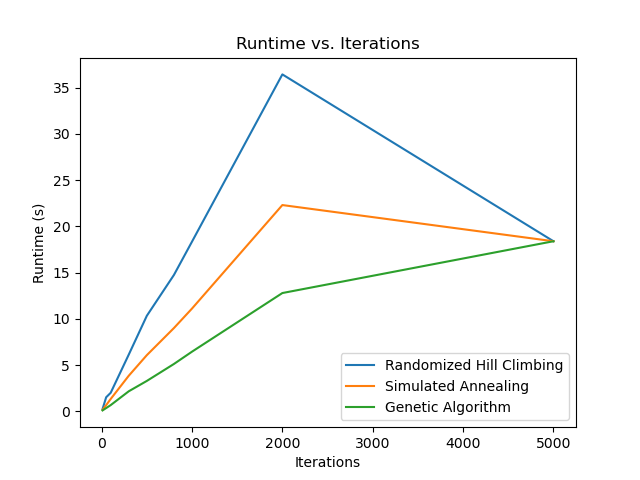 Runtime vs. Iterations
35
30
25
20
15
10
5
0
Runtime (s)
Randomized Hill Climbing
Simulated Annealing
Genetic Algorithm
0 1000 2000 3000 4000 5000
Iterations